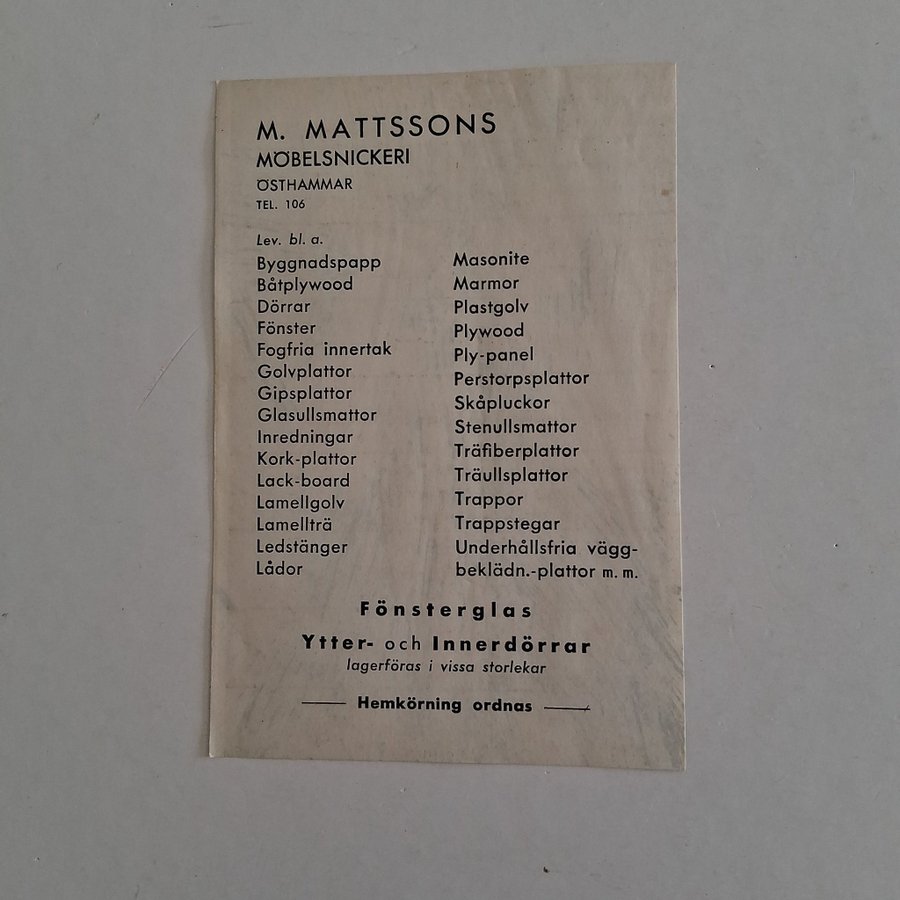 M. MATTSSONS
MÖBELSNICKERI
ÖSTHAMMAR
TEL. 106
Lev. bl. a.
Byggnadspapp
Båtplywood
Dörrar
Fönster
Fogfria innertak
Golvplattor
Gipsplattor
Glasullsmattor
Inredningar
Kork-plattor
Lack-board
Lamellgolv
Lamellträ
Ledstänger
Lådor
Masonite
Marmor
Plastgolv
Plywood
Ply-panel
Perstorpsplattor
Skåpluckor
Stenullsmattor
Träfiberplattor
Träullsplattor
Trappor
Trappstegar
Underhållsfria vägg-
beklädn.-plattor m. m.
Fönsterglas
Ytter- och Innerdörrar
lagerföras i vissa storlekar
Hemkörning ordnas